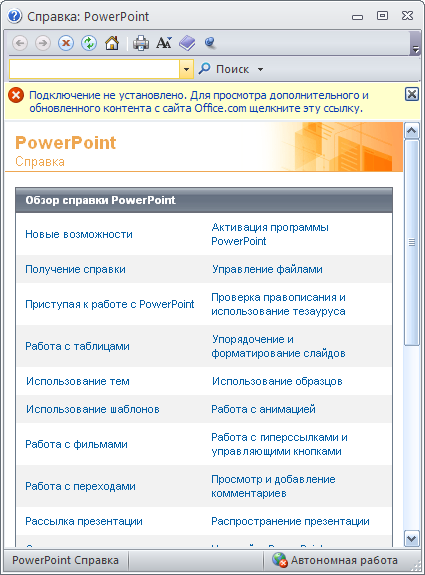 Справка: PowerPoint
Поиск
Подключение не установлено. Для просмотра дополнительного и
обновленного контента с сайта Office.com щелкните эту ссылку.
PowerPoint
Справка
Обзор справки PowerPoint
Новые возможности
Активация программы
PowerPoint
Получение справки
Управление файлами
Приступая к работе с PowerPoint
Проверка правописания и
использование тезауруса
Работа с таблицами
Упорядочение и
форматирование слайдов
Использование тем
Использование образцов
Использование шаблонов
Работа с анимацией
Работа с фильмами
Работа с гиперссылками и
управляющими кнопками
Работа с переходами
Просмотр и добавление
комментариев
Рассылка презентации
Распространение презентации
PowerPoint Справка
Автономная работа